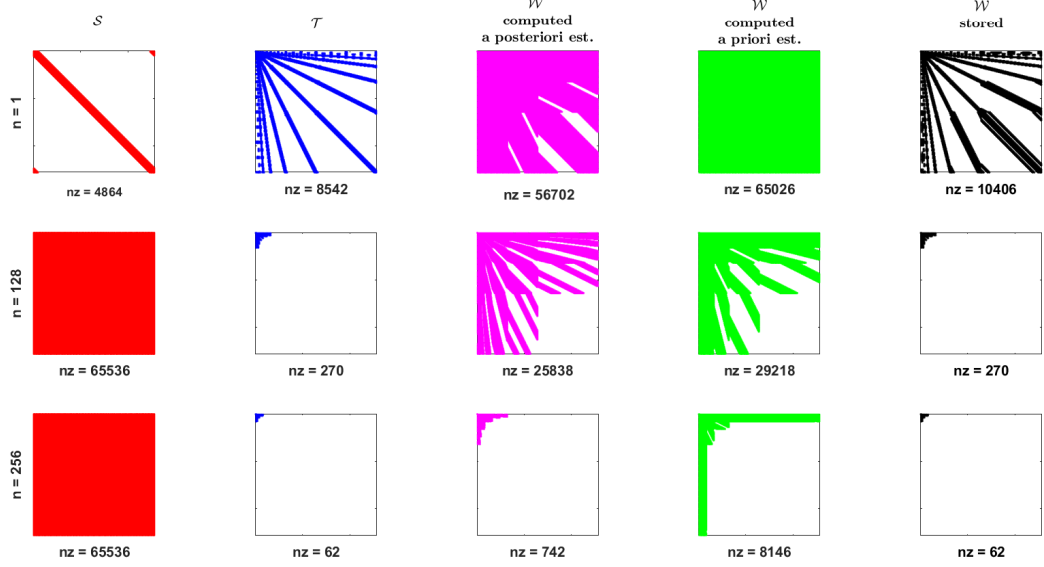 𝒮
𝒯
𝒲
computed
a posteriori est.
𝒲
computed
a priori est.
𝒲
stored
n = 1
nz = 4864
nz = 8542
nz = 56702
nz = 65026
nz = 10406
n = 128
nz = 65536
nz = 270
nz = 25838
nz = 29218
nz = 270
n = 256
nz = 65536
nz = 62
nz = 742
nz = 8146
nz = 62